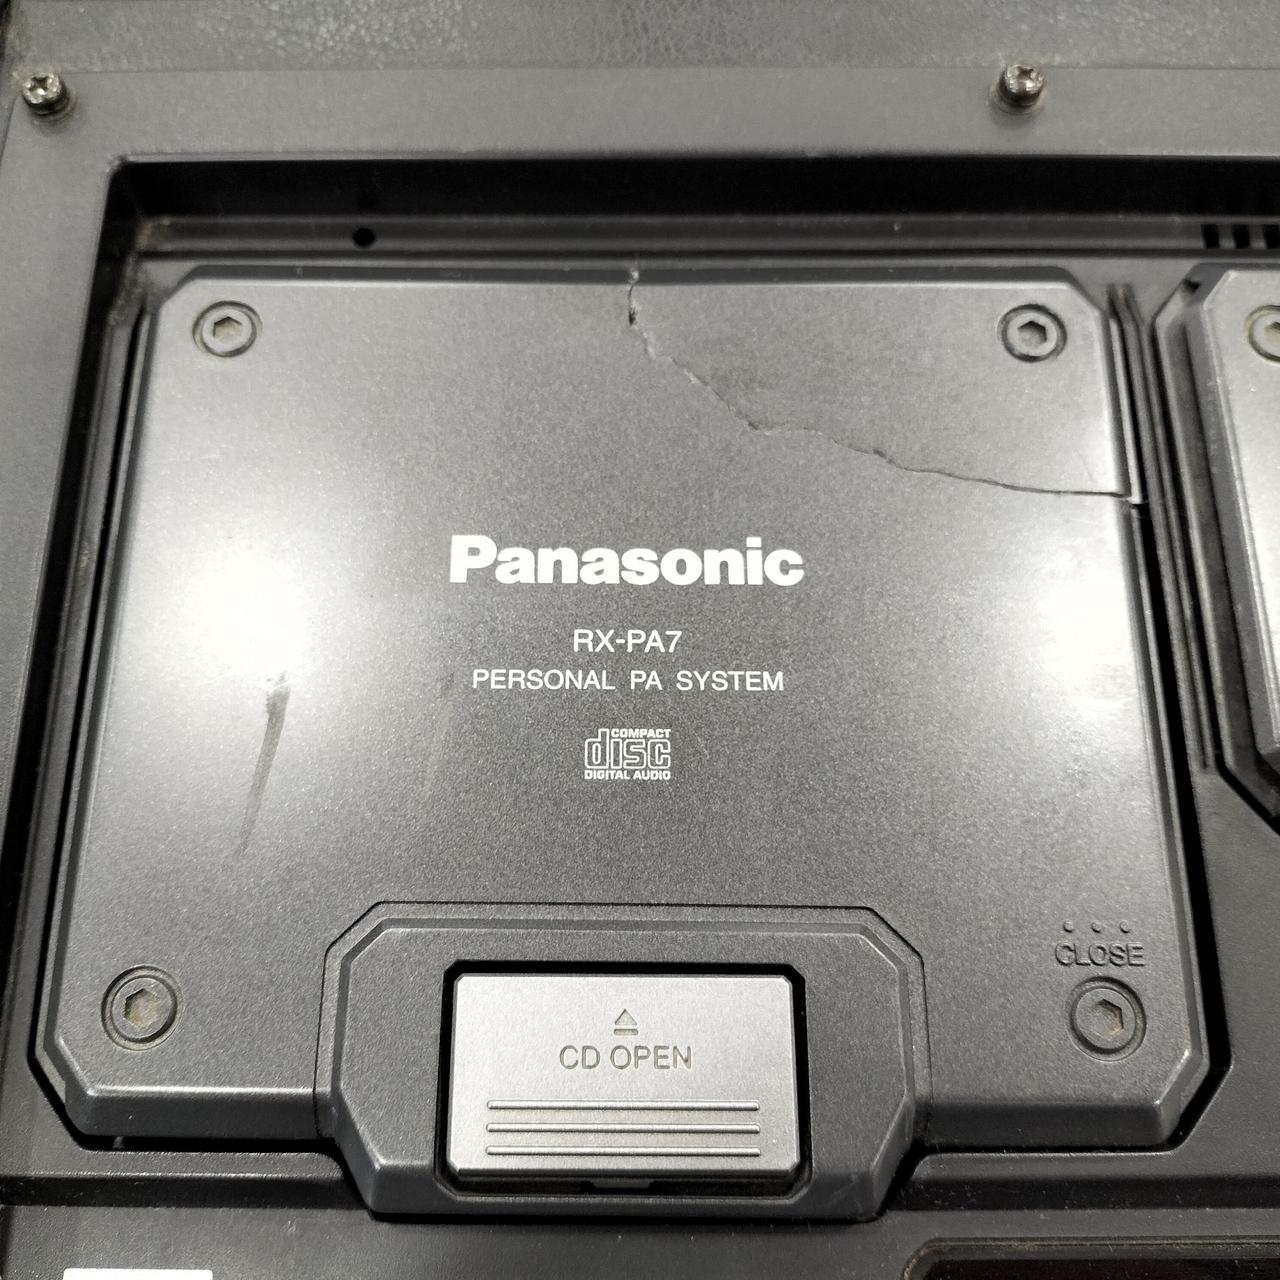 Panasonic
RX-PA7
PERSONAL PA SYSTEM
COMPACT
disc
DIGITAL AUDIO
CLOSE
CD OPEN